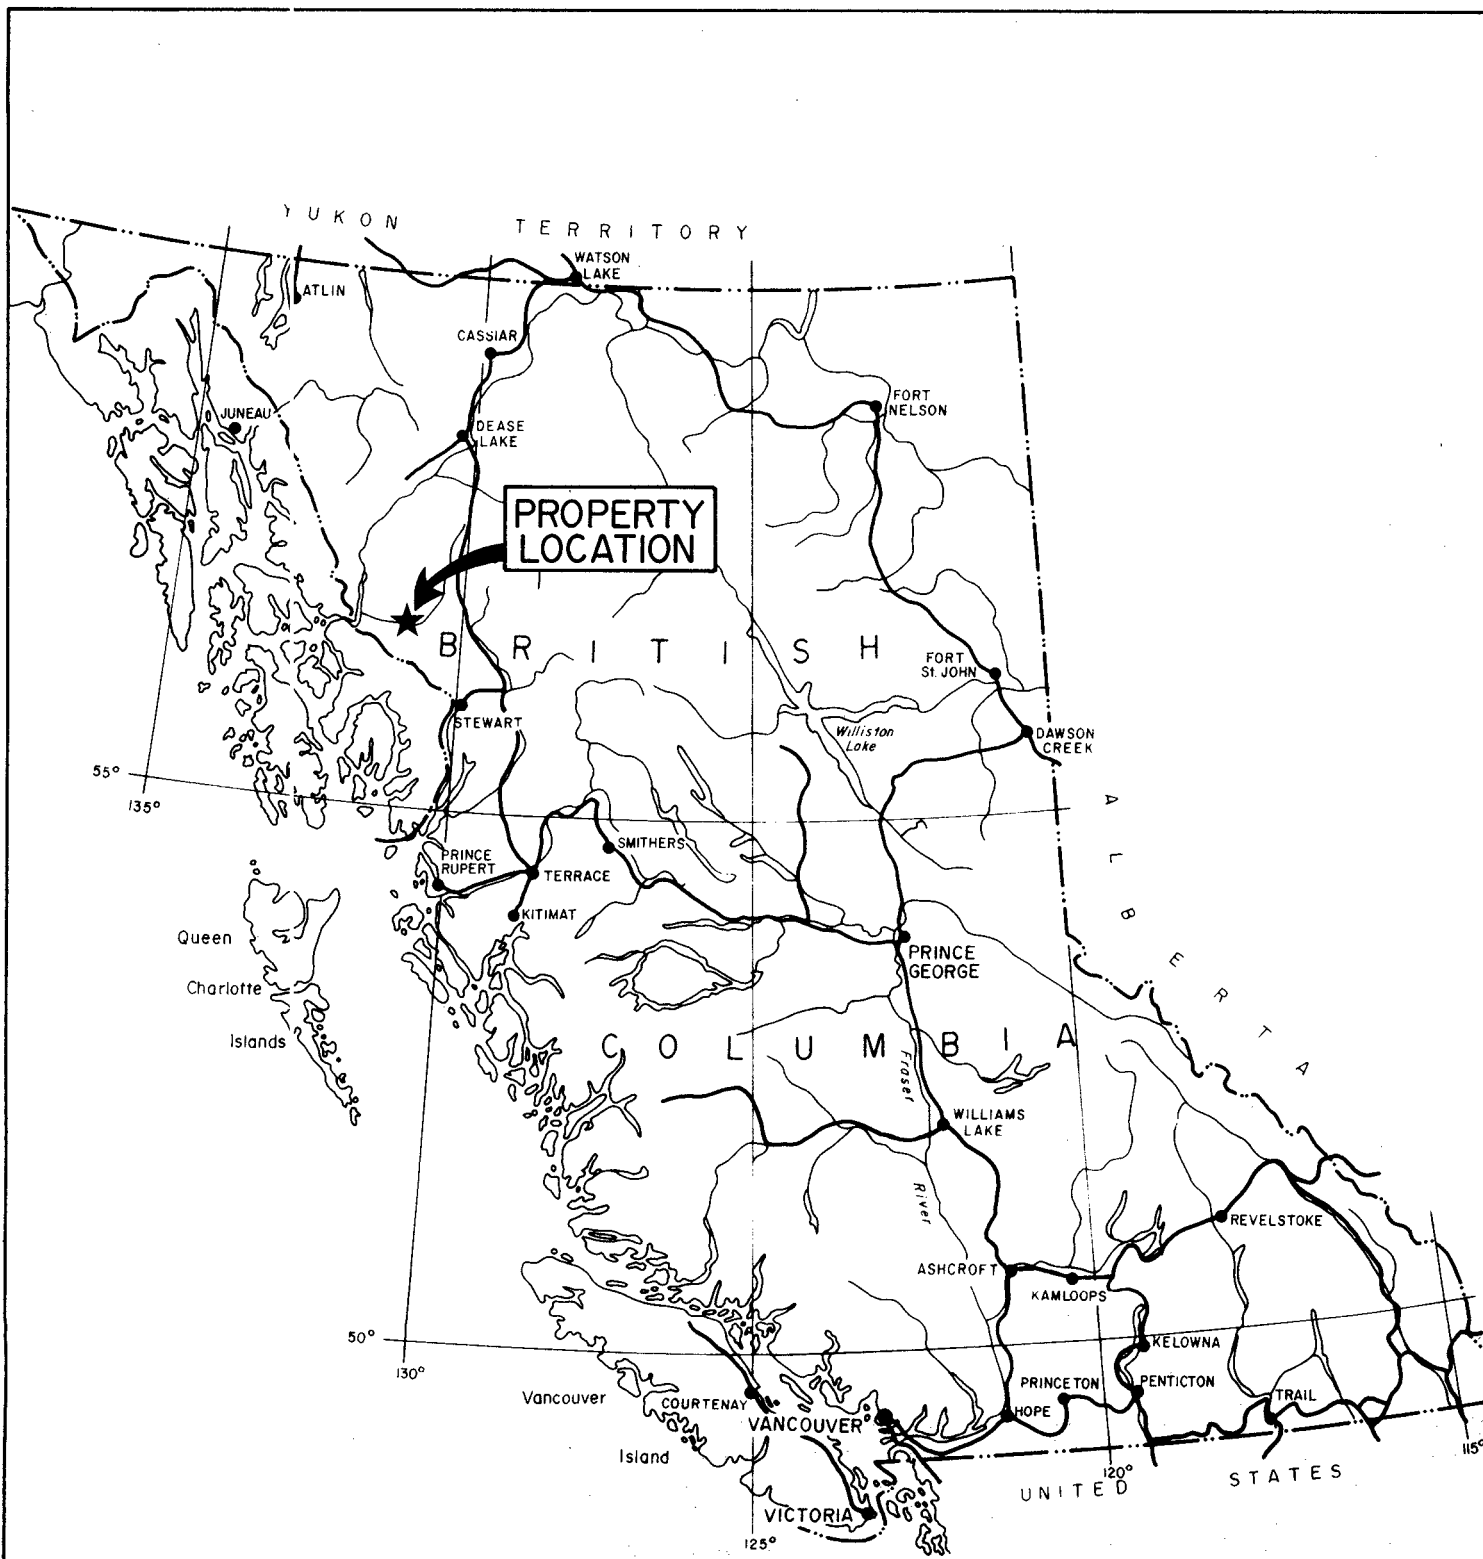 YUKON TERRITORY
WATSON
LAKE
ATLIN
CASSIAR
JUNEAU
FORT
NELSON
DEASE
LAKE
PROPERTY
LOCATION
BRITISH
FORT
St. JOHN
STEWART
Williston
Lake
DAWSON
CREEK
55°
135°
ALBERTA
PRINCE
RUPERT
SMITHERS
TERRACE
KITIMAT
Queen
Charlotte
Islands
PRINCE
GEORGE
COLUMBIA
Fraser
River
WILLIAMS
LAKE
REVELSTOKE
ASHCROFT
KAMLOOPS
50°
130°
KELOWNA
Vancouver
Island
COURTENAY
VANCOUVER
PRINCETON
PENTICTON
HOPE
TRAIL
115°
120°
UNITED STATES
VICTORIA
125°